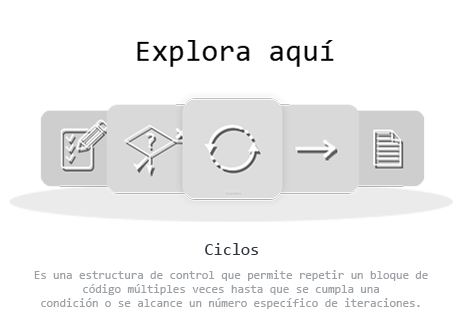 Explora aquí
?
Ciclos
Es una estructura de control que permite repetir un bloque de
código múltiples veces hasta que se cumpla una
condición o se alcance un número específico de iteraciones.